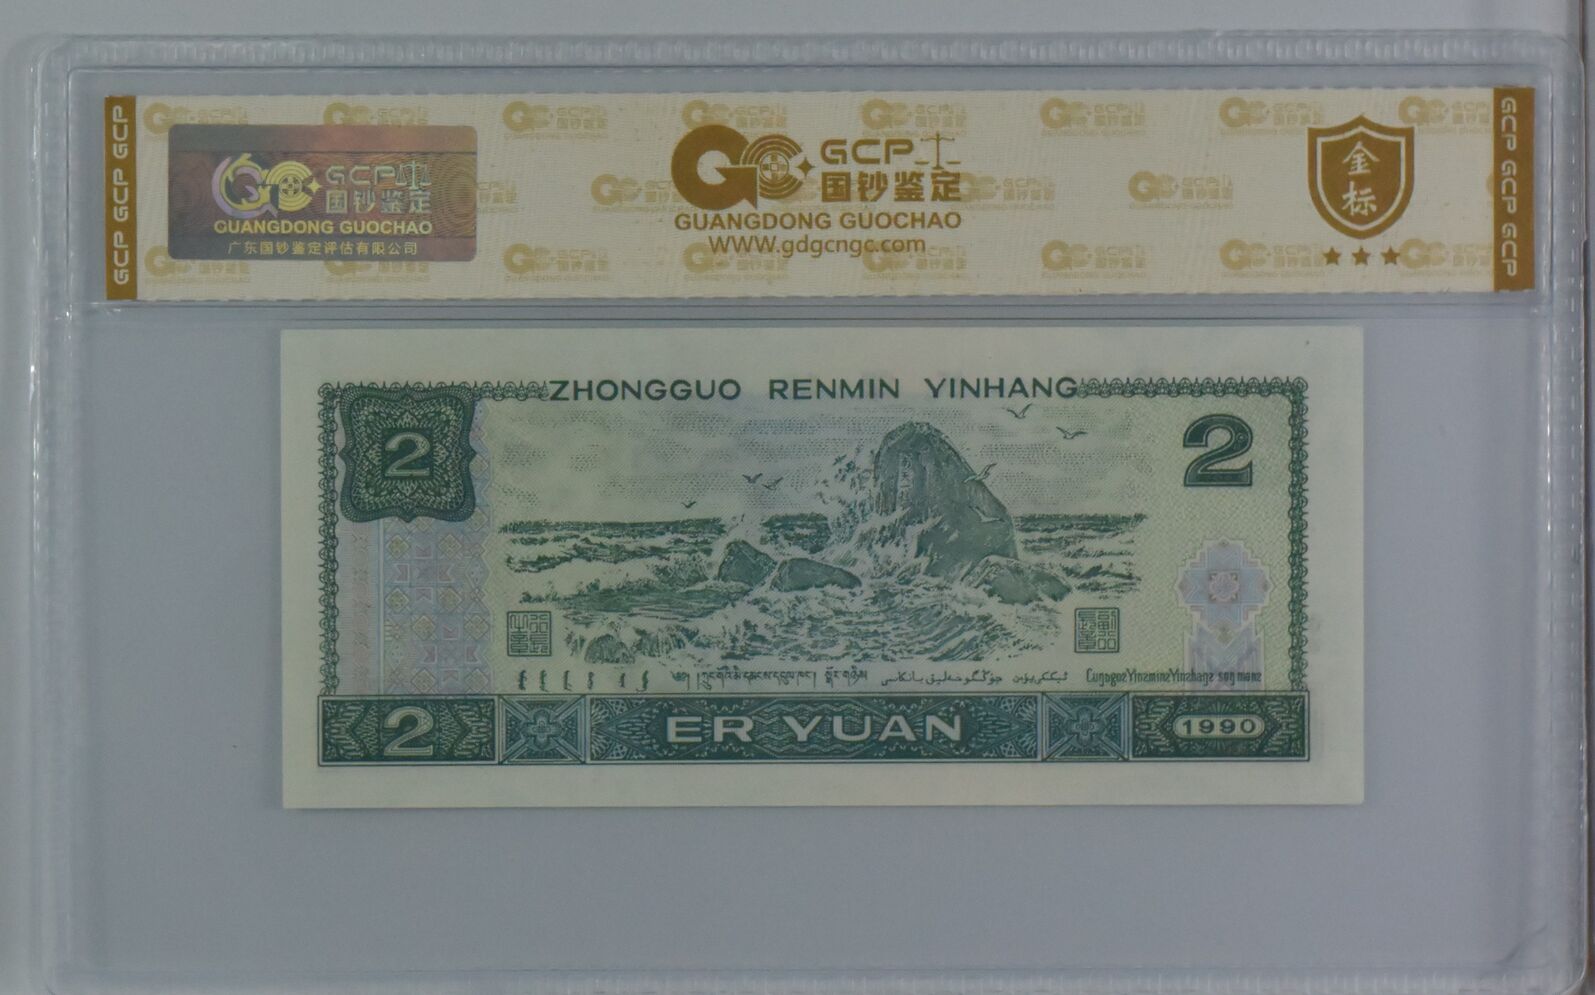 GCP GCP GCP
GCP
国钞鉴定
GUANGDONG GUOCHAO
广东国钞鉴定评估有限公司
GCP
国钞鉴定
GUANGDONG GUOCHAO
WWW.gdgcngc.com
金标
GCP GCP GCP
ZHONGGUO RENMIN YINHANG
2
2
2
ER YUAN
1990